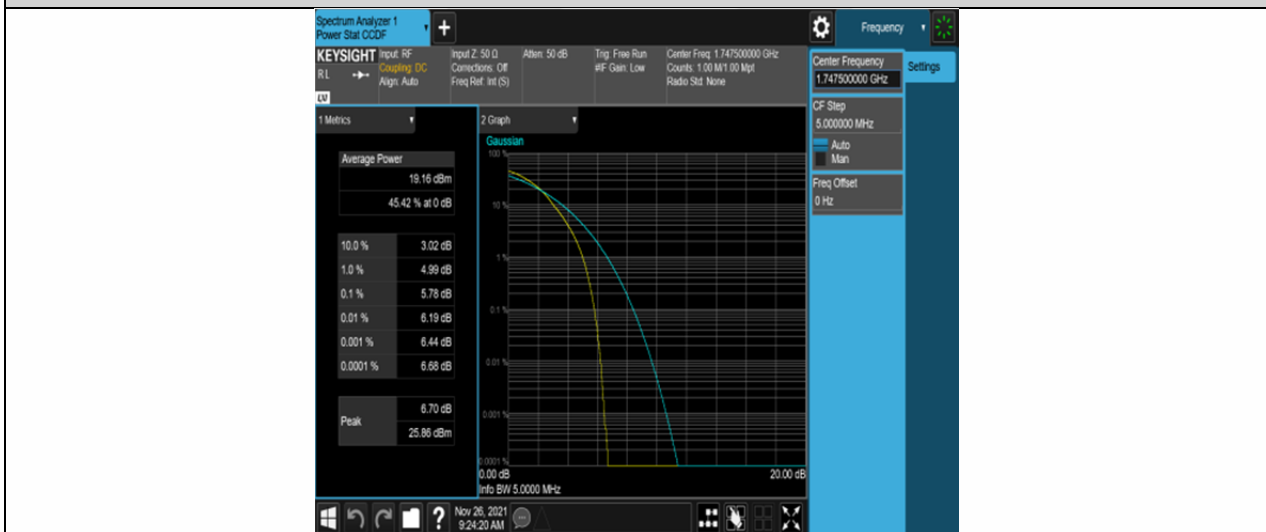 Spectrum Analyzer 1
Power Stat CCDF
Frequency
KEYSIGHT
Input: RF
Coupling: DC
Align: Auto
Input Z: 50 Ω
Corrections: Off
Freq Ref: Int (S)
Atten: 50 dB
Trig: Free Run
#IF Gain: Low
Center Freq: 1.747500000 GHz
Counts: 1.00 M/1.00 Mpt
Radio Std: None
R L
LXI
Center Frequency
1.747500000 GHz
Settings
CF Step
5.000000 MHz
Auto
Man
Freq Offset
0 Hz
1 Metrics
Average Power
19.16 dBm
45.42 % at 0 dB
10.0 % 3.02 dB
1.0 % 4.99 dB
0.1 % 5.78 dB
0.01 % 6.19 dB
0.001 % 6.44 dB
0.0001 % 6.68 dB
Peak
6.70 dB
25.86 dBm
2 Graph
Gaussian
100 %
10 %
1 %
0.1 %
0.01 %
0.001 %
0.0001 %
0.00 dB 20.00 dB
Info BW 5.0000 MHz
Nov 26, 2021
9:24:20 AM